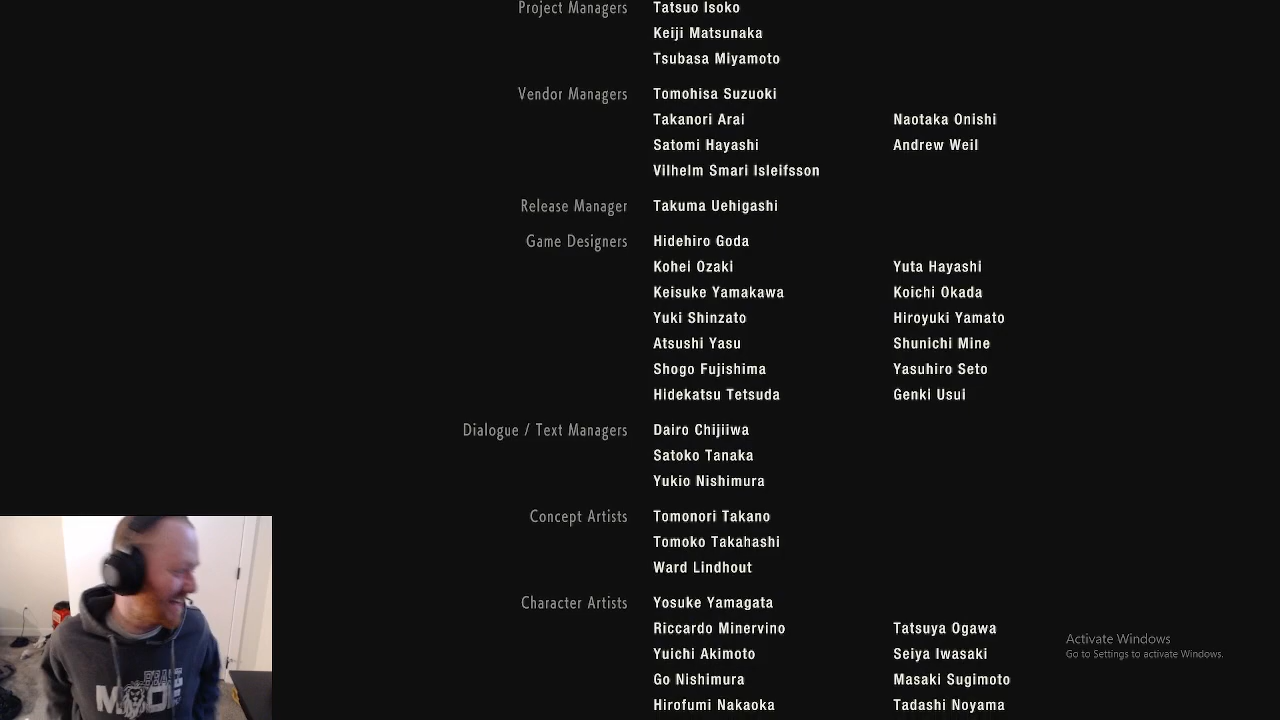 Project Managers Tatsuo Isoko
Keiji Matsunaka
Tsubasa Miyamoto
Vendor Managers Tomohisa Suzuoki
Takanori Arai Naotaka Onishi
Satomi Hayashi Andrew Weil
Vilhelm Smari Isleifsson
Release Manager Takuma Uehigashi
Game Designers Hidehiro Goda
Kohei Ozaki Yuta Hayashi
Keisuke Yamakawa Koichi Okada
Yuki Shinzato Hiroyuki Yamato
Atsushi Yasu Shunichi Mine
Shogo Fujishima Yasuhiro Seto
Hidekatsu Tetsuda Genki Usui
Dialogue / Text Managers Dairo Chijiiwa
Satoko Tanaka
Yukio Nishimura
Concept Artists Tomonori Takano
Tomoko Takahashi
Ward Lindhout
Character Artists Yosuke Yamagata
Riccardo Minervino Tatsuya Ogawa
Yuichi Akimoto Seiya Iwasaki
Go Nishimura Masaki Sugimoto
Hirofumi Nakaoka Tadashi Noyama
Activate Windows
Go to Settings to activate Windows.
BEAST
MODE